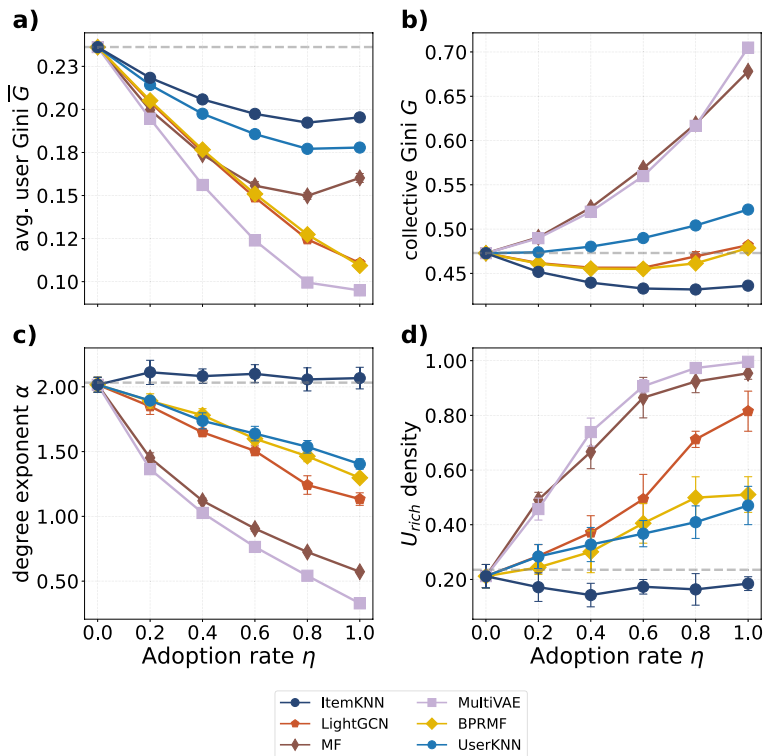 a)
avg. user Gini G̅
0.23
0.20
0.18
0.15
0.12
0.10
b)
collective Gini G
0.70
0.65
0.60
0.55
0.50
0.45
c)
degree exponent α
2.00
1.50
1.00
0.50
0.0 0.2 0.4 0.6 0.8 1.0
Adoption rate η
d)
U_rich density
1.00
0.80
0.60
0.40
0.20
0.0 0.2 0.4 0.6 0.8 1.0
Adoption rate η
ItemKNN
LightGCN
MF
MultiVAE
BPRMF
UserKNN